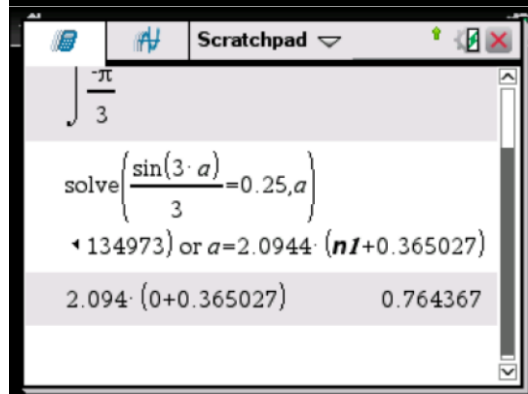 Scratchpad
-π
3
solve(sin(3·a)/3=0.25,a)
◂134973) or a=2.0944·(n1+0.365027)
2.094·(0+0.365027) 0.764367